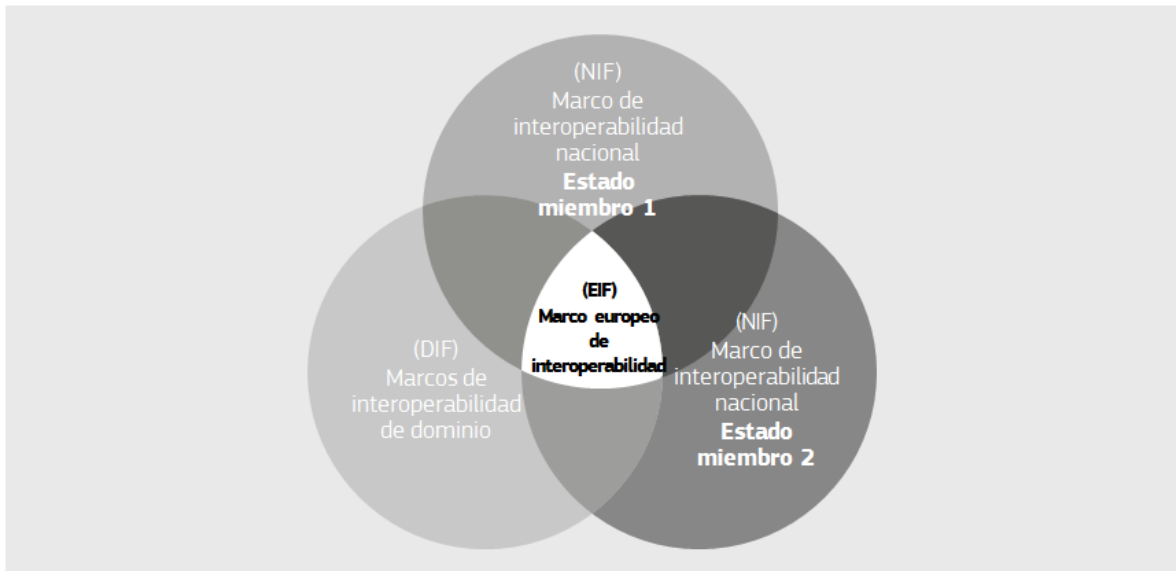 (NIF)
Marco de
interoperabilidad
nacional
Estado
miembro 1
(EIF)
Marco europeo
de
interoperabilidad
(DIF)
Marcos de
interoperabilidad
de dominio
(NIF)
Marco de
interoperabilidad
nacional
Estado
miembro 2